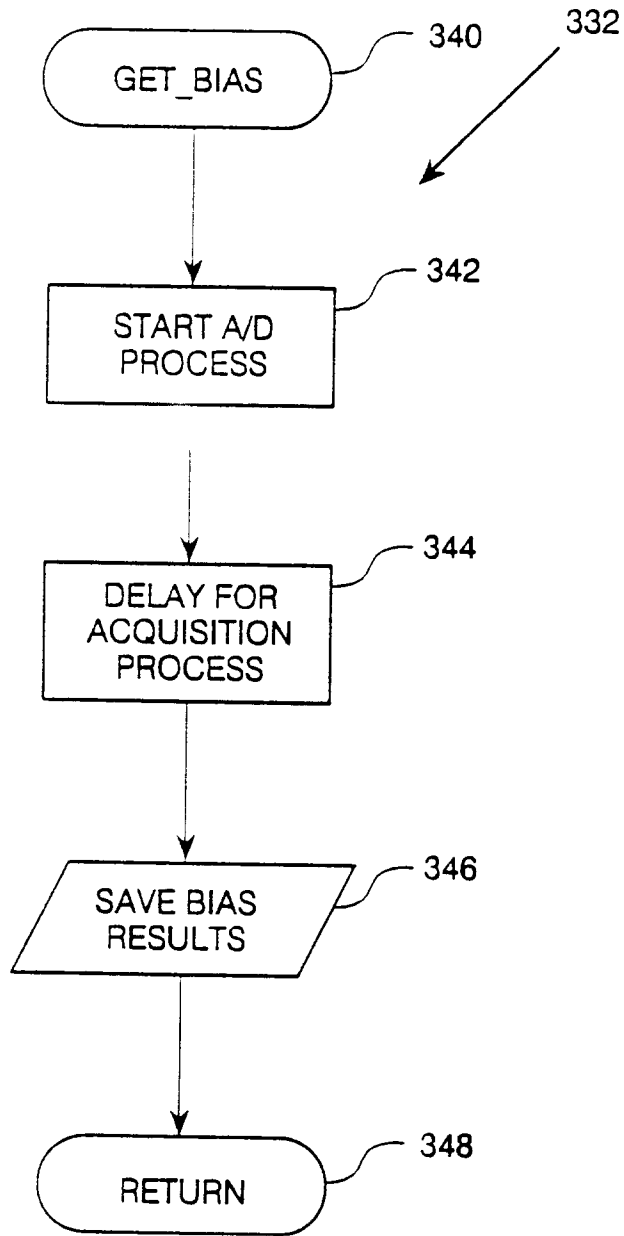 332
340
GET_BIAS
342
START A/D
PROCESS
344
DELAY FOR
ACQUISITION
PROCESS
346
SAVE BIAS
RESULTS
348
RETURN